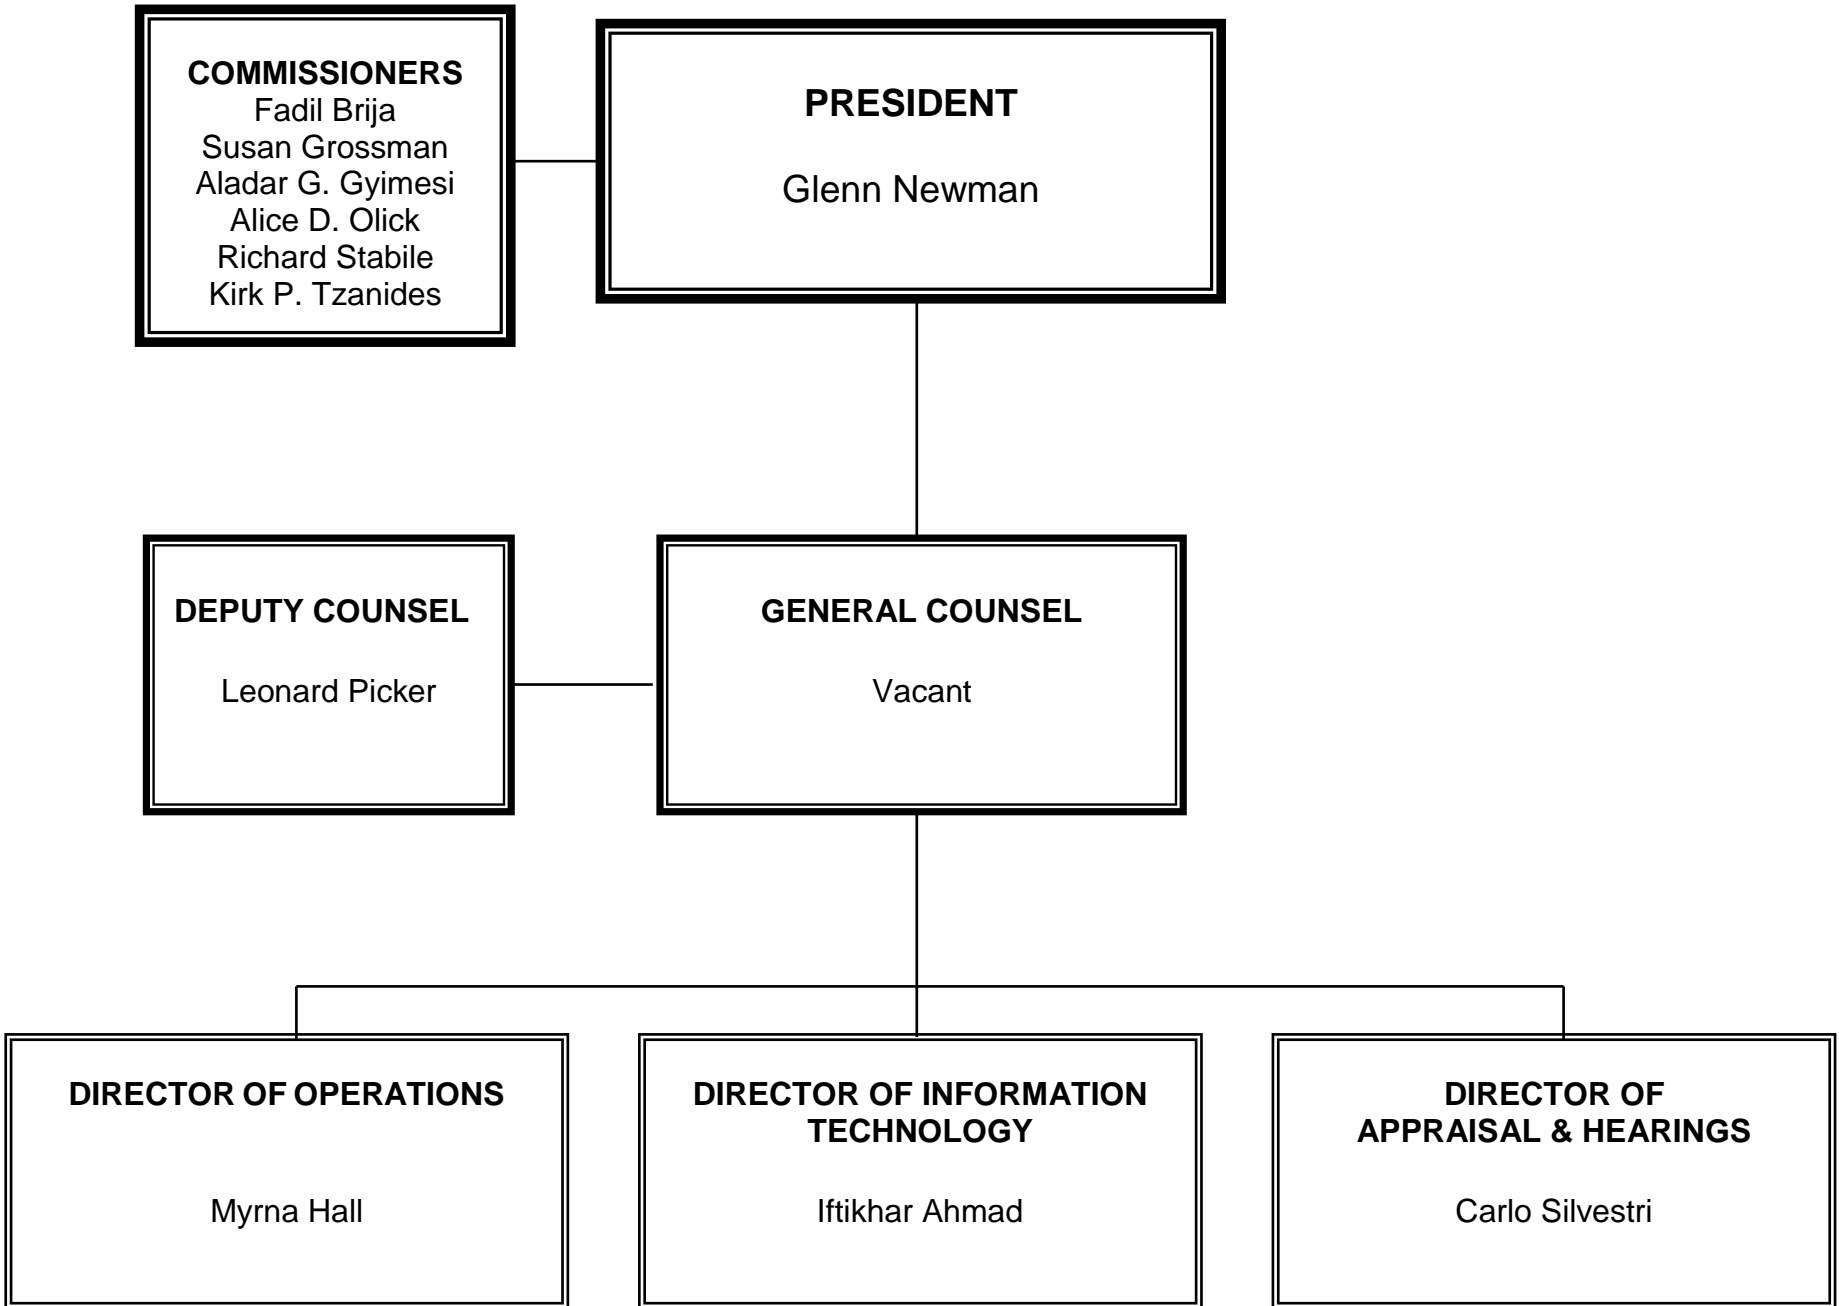 COMMISSIONERS
Fadil Brija
Susan Grossman
Aladar G. Gyimesi
Alice D. Olick
Richard Stabile
Kirk P. Tzanides
PRESIDENT
Glenn Newman
DEPUTY COUNSEL
Leonard Picker
GENERAL COUNSEL
Vacant
DIRECTOR OF OPERATIONS
Myrna Hall
DIRECTOR OF INFORMATION
TECHNOLOGY
Iftikhar Ahmad
DIRECTOR OF
APPRAISAL & HEARINGS
Carlo Silvestri